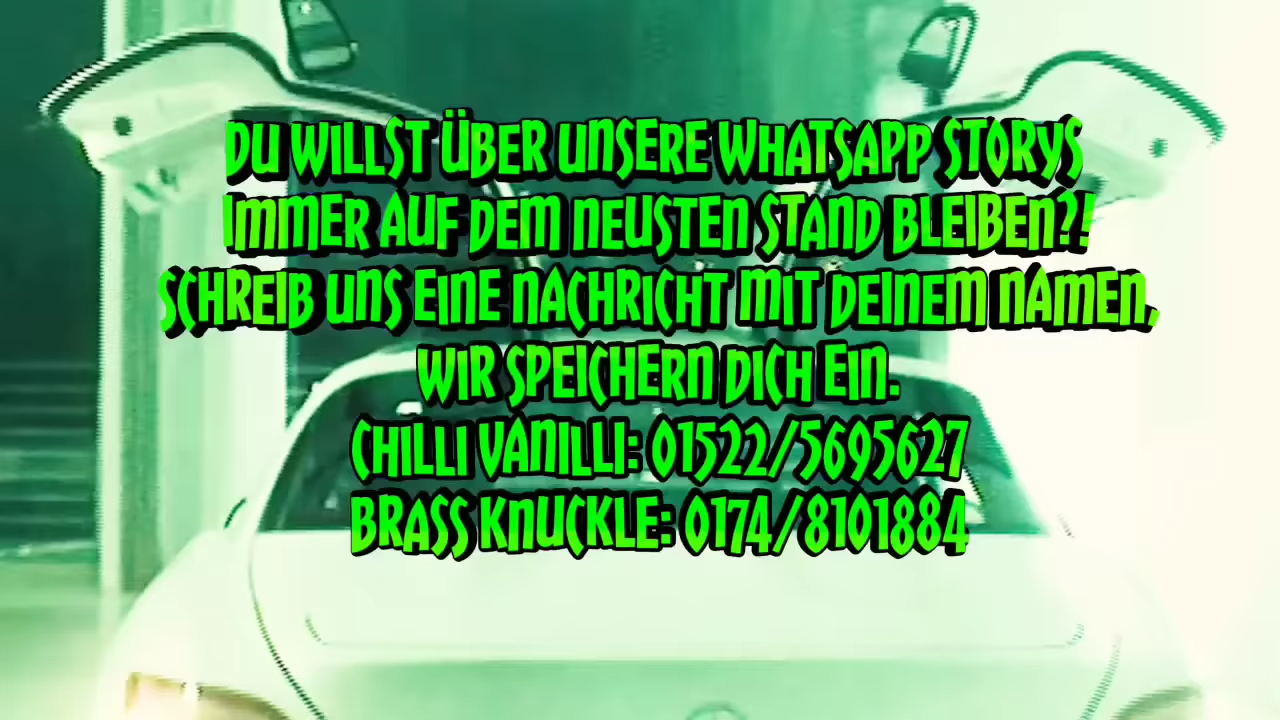 DU WILLST ÜBER UNSERE WHATSAPP STORYS
IMMER AUF DEM NEUSTEN STAND BLEIBEN?!
SCHREIB UNS EINE NACHRICHT MIT DEINEM NAMEN,
WIR SPEICHERN DICH EIN.
CHILLI VANILLI: 01522/5695627
BRASS KNUCKLE: 0174/8101884